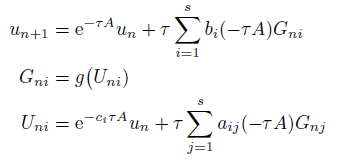 u_{n+1} = e^{-τA} u_n + τ \sum_{i=1}^{s} b_i(-τA) G_{ni}
G_{ni} = g(U_{ni})
U_{ni} = e^{-c_i τA} u_n + τ \sum_{j=1}^{s} a_{ij}(-τA) G_{nj}